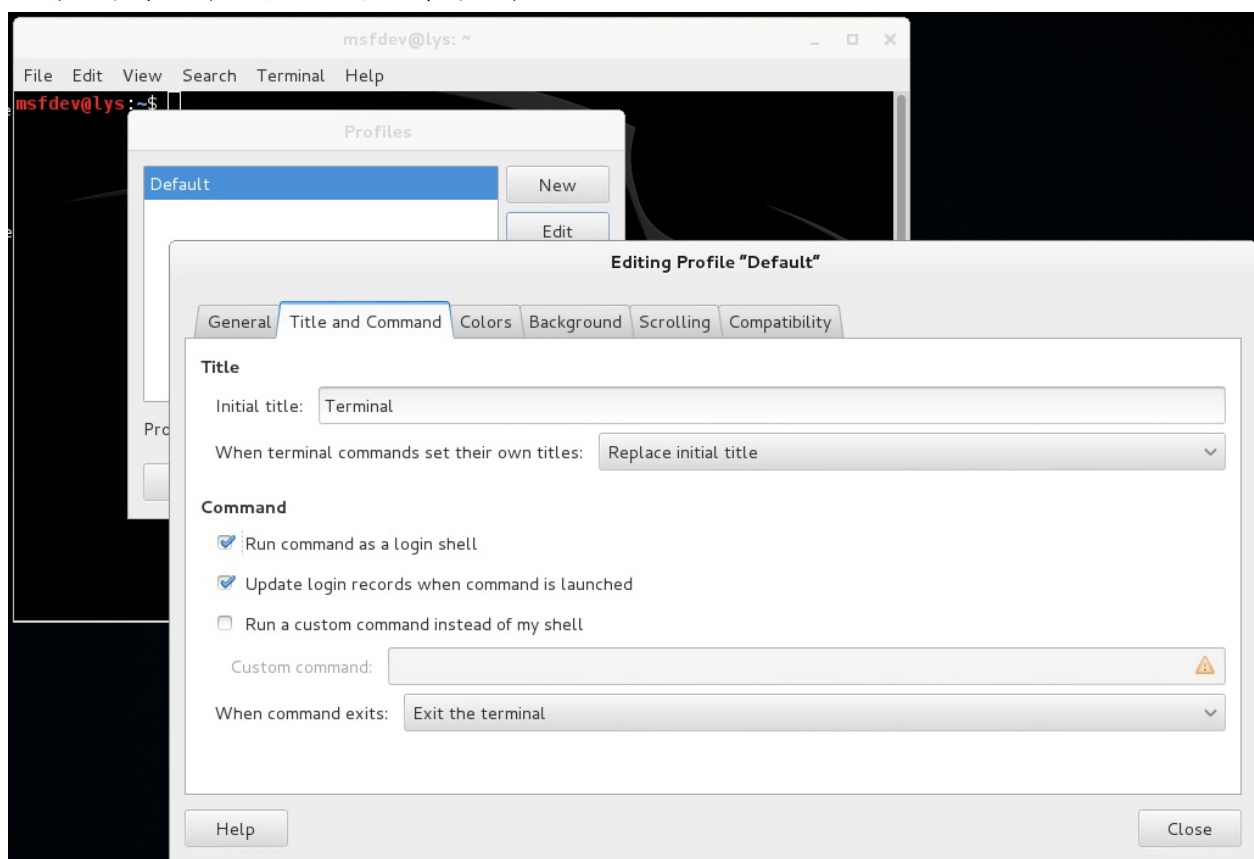 msfdev@lys: ~
File Edit View Search Terminal Help
msfdev@lys:~$
Profiles
Default
New
Edit
Editing Profile "Default"
General Title and Command Colors Background Scrolling Compatibility
Title
Initial title: Terminal
When terminal commands set their own titles: Replace initial title
Pro
Command
Run command as a login shell
Update login records when command is launched
Run a custom command instead of my shell
Custom command:
When command exits: Exit the terminal
Help
Close